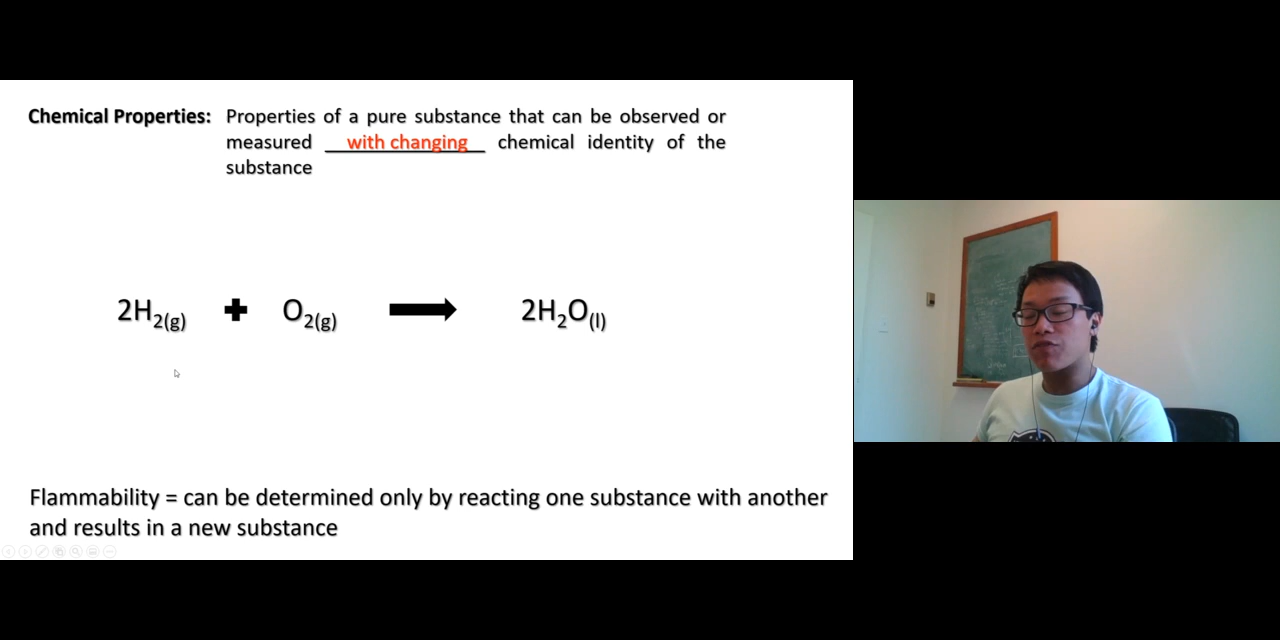 Chemical Properties: Properties of a pure substance that can be observed or
measured with changing chemical identity of the
substance
2H2(g) + O2(g) → 2H2O(l)
Flammability = can be determined only by reacting one substance with another
and results in a new substance